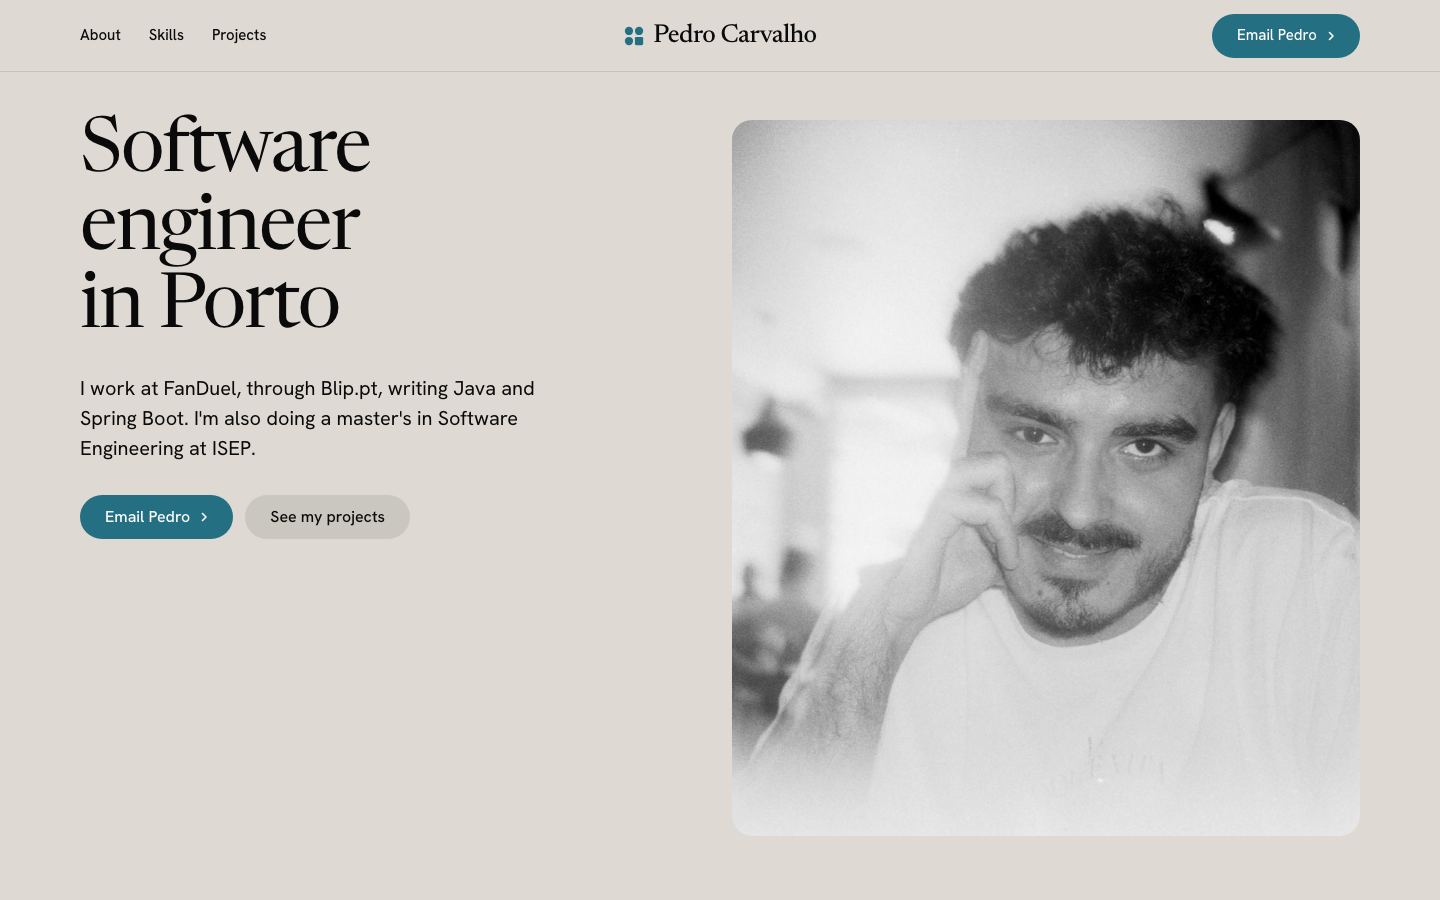 About
Skills
Projects
Pedro Carvalho
Email Pedro
Software
engineer
in Porto
I work at FanDuel, through Blip.pt, writing Java and
Spring Boot. I'm also doing a master's in Software
Engineering at ISEP.
Email Pedro
See my projects